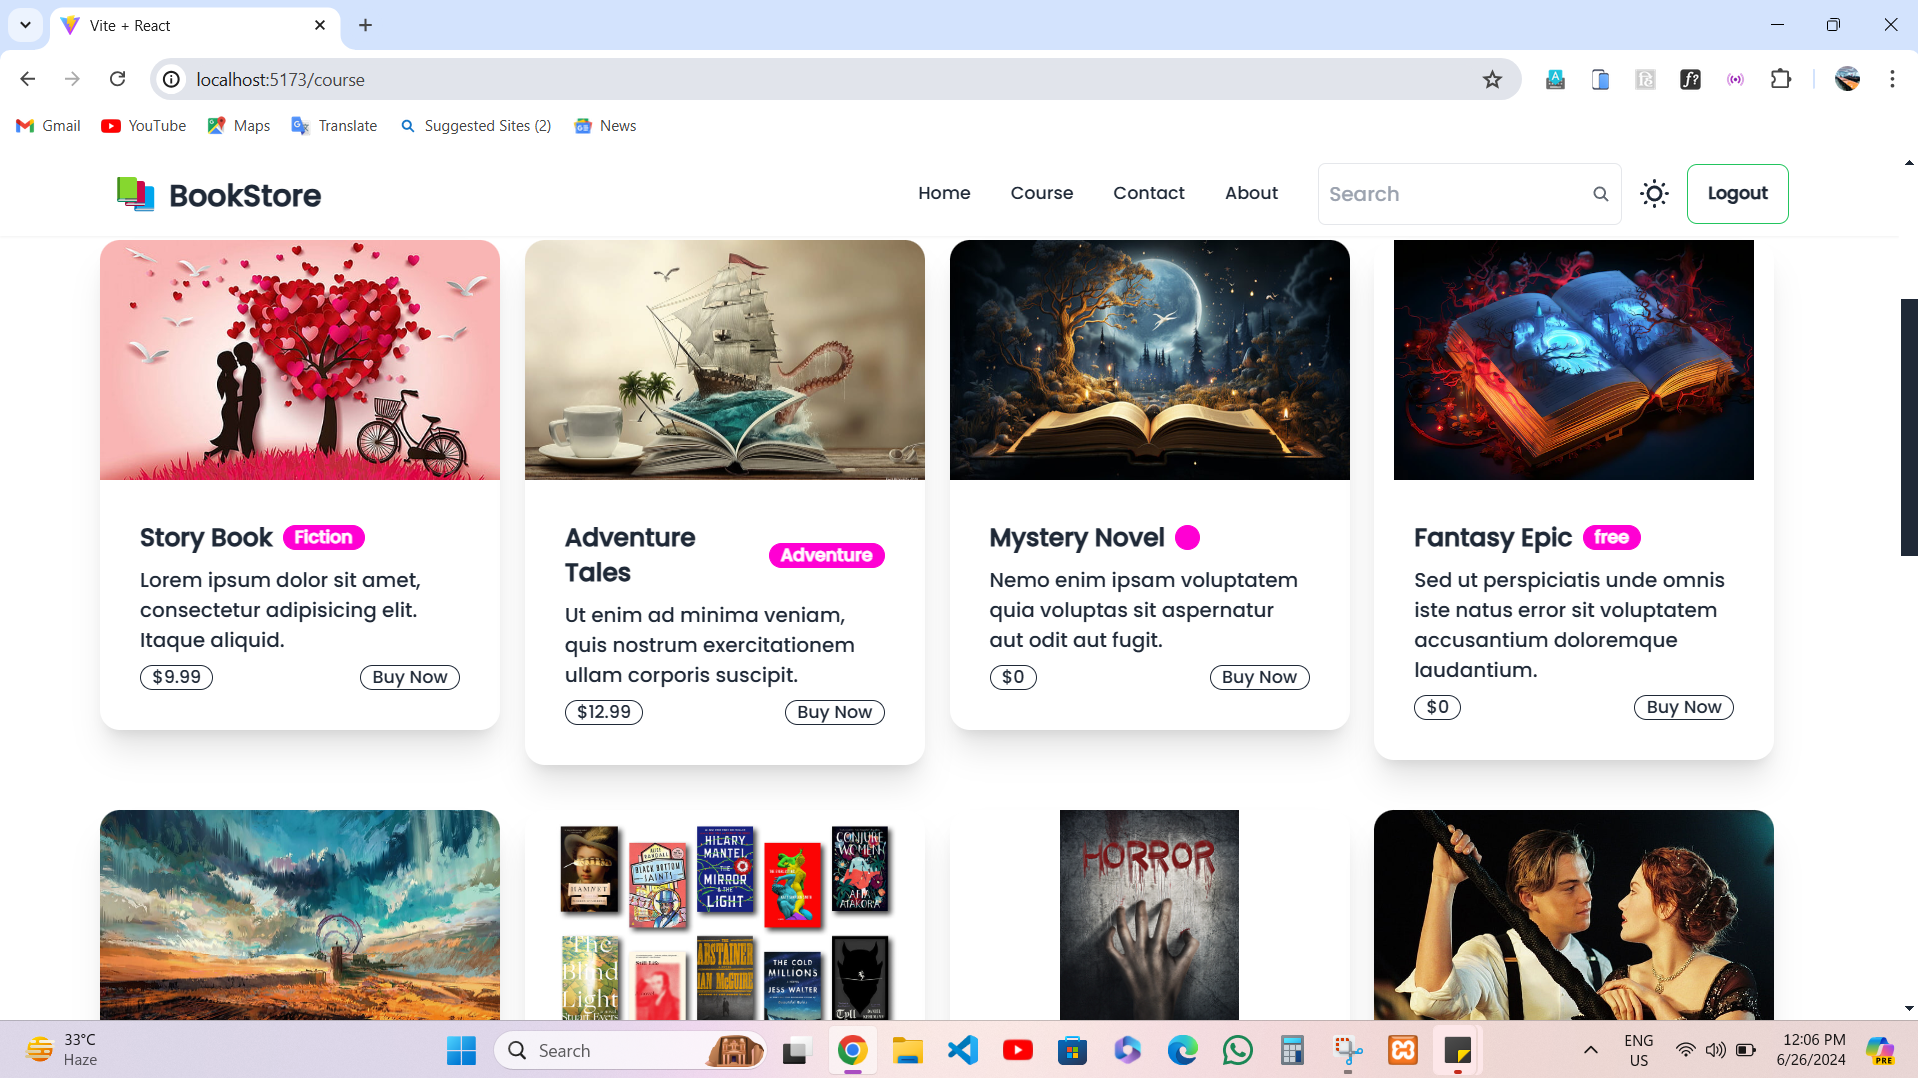 Vite + React
localhost:5173/course
Gmail
YouTube
Maps
Translate
Suggested Sites (2)
News
BookStore
Home
Course
Contact
About
Search
Logout
Story Book
Fiction
Lorem ipsum dolor sit amet,
consectetur adipisicing elit.
Itaque aliquid.
$9.99
Buy Now
Adventure
Tales
Adventure
Ut enim ad minima veniam,
quis nostrum exercitationem
ullam corporis suscipit.
$12.99
Buy Now
Mystery Novel
Nemo enim ipsam voluptatem
quia voluptas sit aspernatur
aut odit aut fugit.
$0
Buy Now
Fantasy Epic
free
Sed ut perspiciatis unde omnis
iste natus error sit voluptatem
accusantium doloremque
laudantium.
$0
Buy Now
HAMNET
BLACK BOTTOM
SAINTS
HILARY
MANTEL
THE
MIRROR
& THE
LIGHT
CONJURE
WOMEN
AFIA
ATAKORA
The
Blind
Light
Stuart Evers
ABSTAINER
IAN McGUIRE
THE COLD
MILLIONS
JESS WALTER
HORROR
33°C
Haze
Search
ENG
US
12:06 PM
6/26/2024
PRE